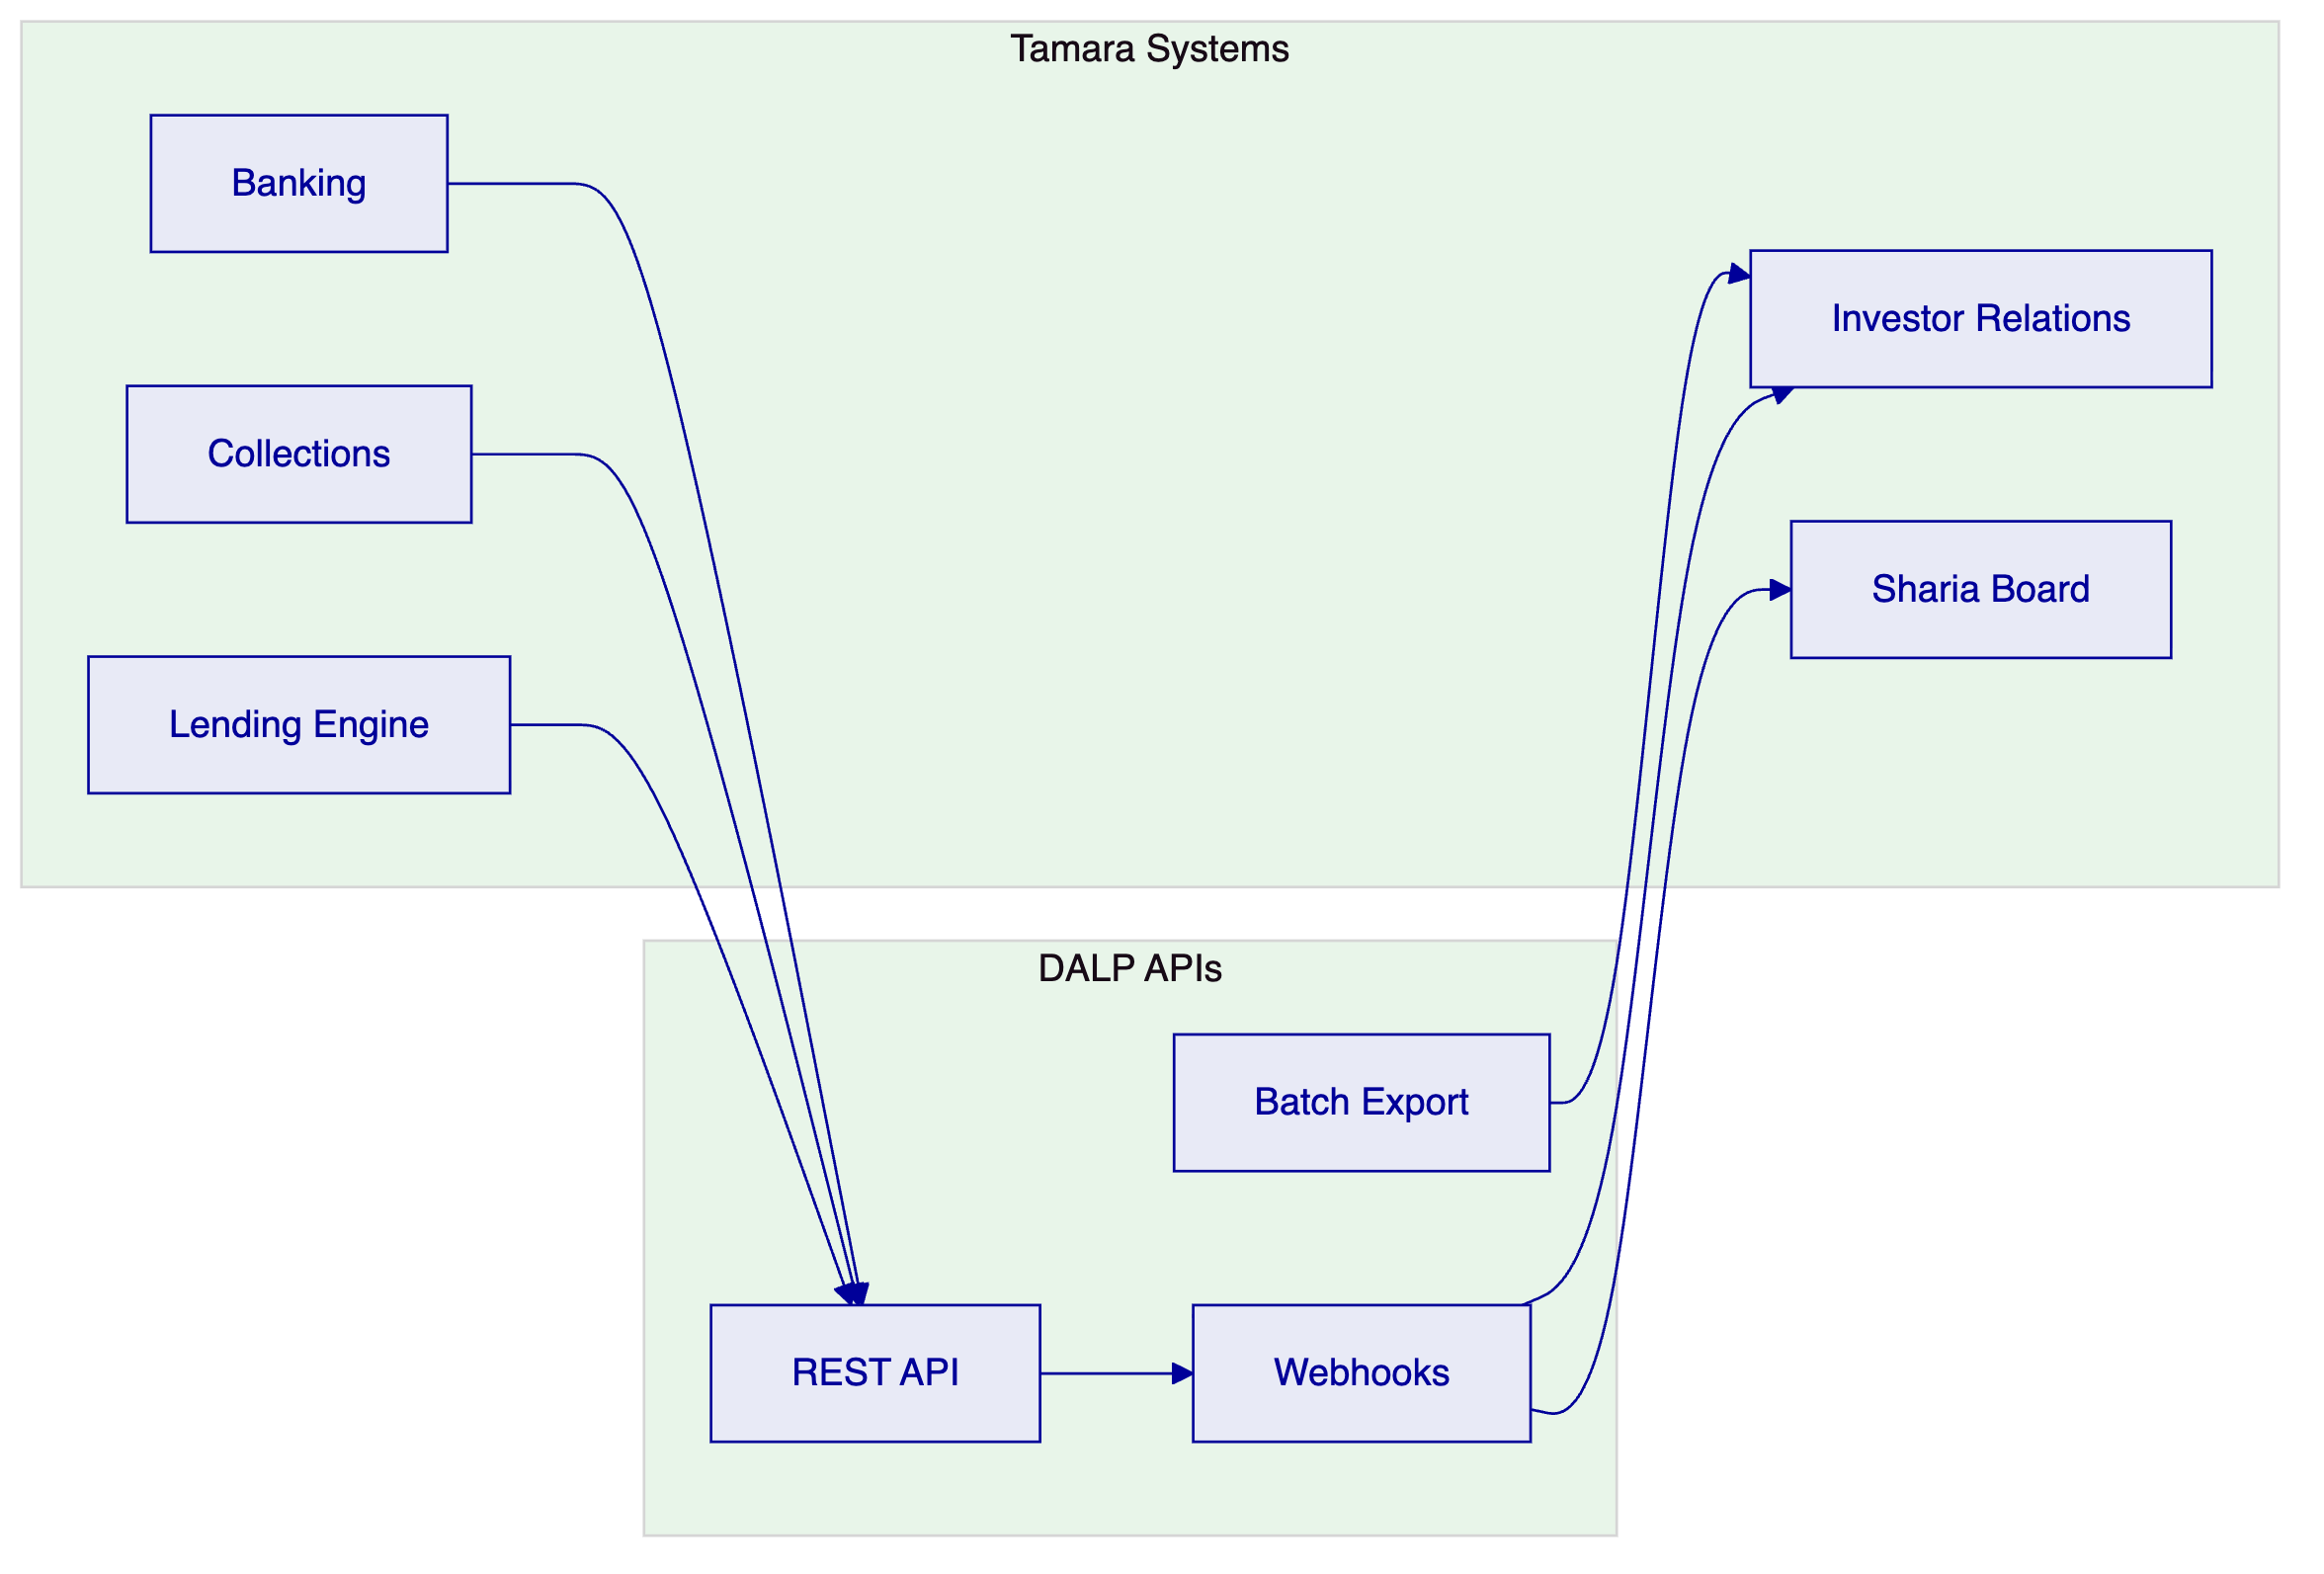 Tamara Systems
Banking
Collections
Lending Engine
Investor Relations
Sharia Board
DALP APIs
Batch Export
REST API
Webhooks